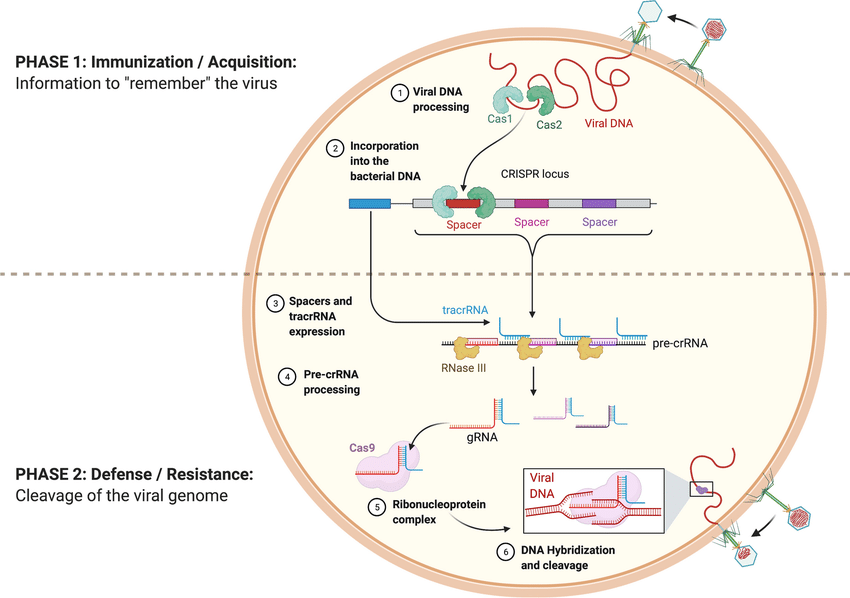 PHASE 1: Immunization / Acquisition:
Information to "remember" the virus
1
Viral DNA
processing
Cas1
Cas2
Viral DNA
2
Incorporation
into the
bacterial DNA
CRISPR locus
Spacer
Spacer
Spacer
3
Spacers and
tracrRNA
expression
tracrRNA
pre-crRNA
RNase III
4
Pre-crRNA
processing
gRNA
Cas9
PHASE 2: Defense / Resistance:
Cleavage of the viral genome
Viral
DNA
5
Ribonucleoprotein
complex
6
DNA Hybridization
and cleavage